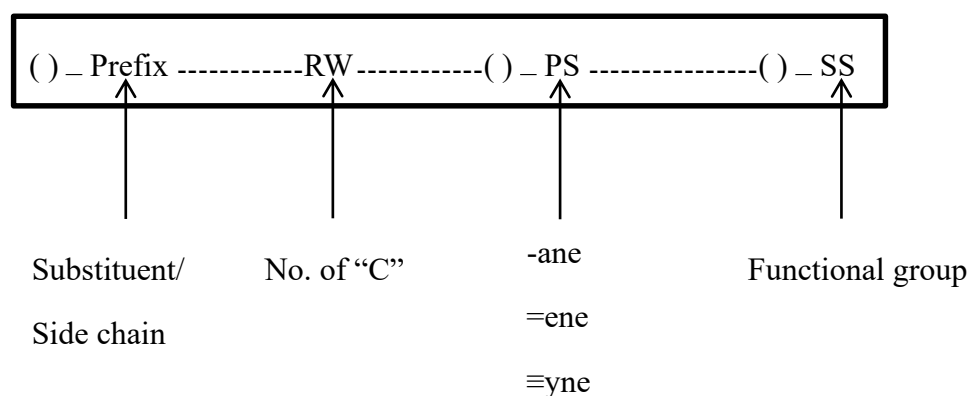 ( ) – Prefix ------------RW ------------( ) – PS ----------------( ) – SS
Substituent/
Side chain
No. of “C”
-ane
=ene
≡yne
Functional group